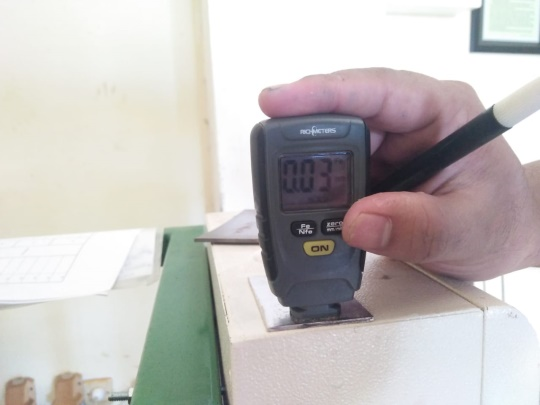 RICHMETERS
0.03
Fe
Nfe
zero
ON